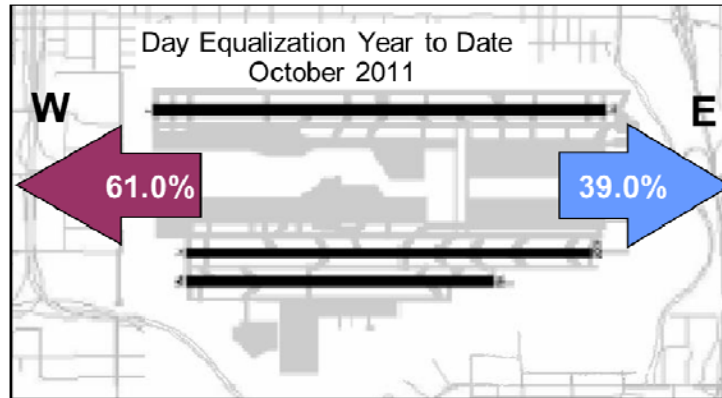 Day Equalization Year to Date
October 2011
W
E
61.0%
39.0%